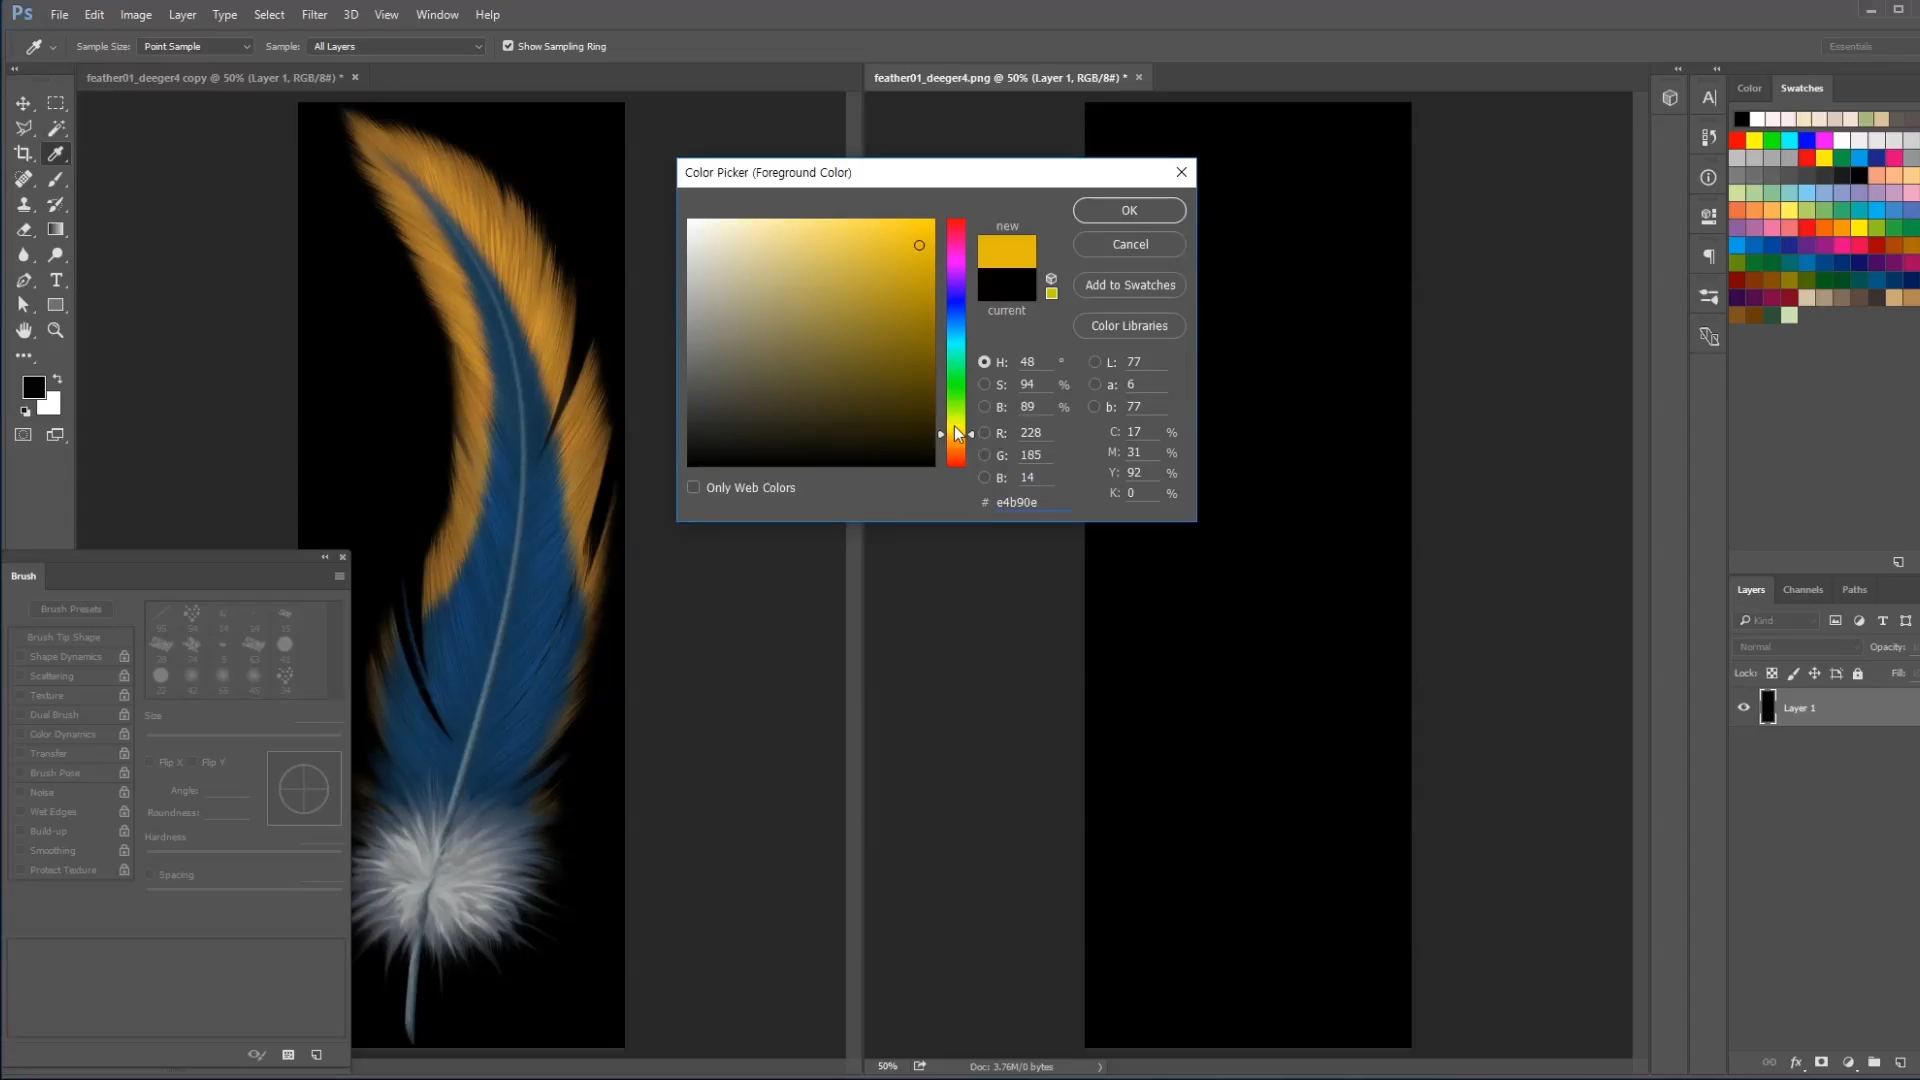 Ps File Edit Image Layer Type Select Filter 3D View Window Help
Sample Size: Point Sample Sample: All Layers Show Sampling Ring Essentials
feather01_deeger4 copy @ 50% (Layer 1, RGB/8#) *
feather01_deeger4.png @ 50% (Layer 1, RGB/8#) *
Color Swatches
Color Picker (Foreground Color)
new
current
OK
Cancel
Add to Swatches
Color Libraries
H: 48 °
S: 94 %
B: 89 %
R: 228
G: 185
B: 14
# e4b90e
L: 77
a: 6
b: 77
C: 17 %
M: 31 %
Y: 92 %
K: 0 %
Only Web Colors
Brush
Brush Presets
Brush Tip Shape
Shape Dynamics
Scattering
Texture
Dual Brush
Color Dynamics
Transfer
Brush Pose
Noise
Wet Edges
Build-up
Smoothing
Protect Texture
Size
Flip X Flip Y
Angle:
Roundness:
Hardness
Spacing
Layers Channels Paths
Kind
Normal Opacity:
Lock: Fill:
Layer 1
50% Doc: 3.76M/0 bytes